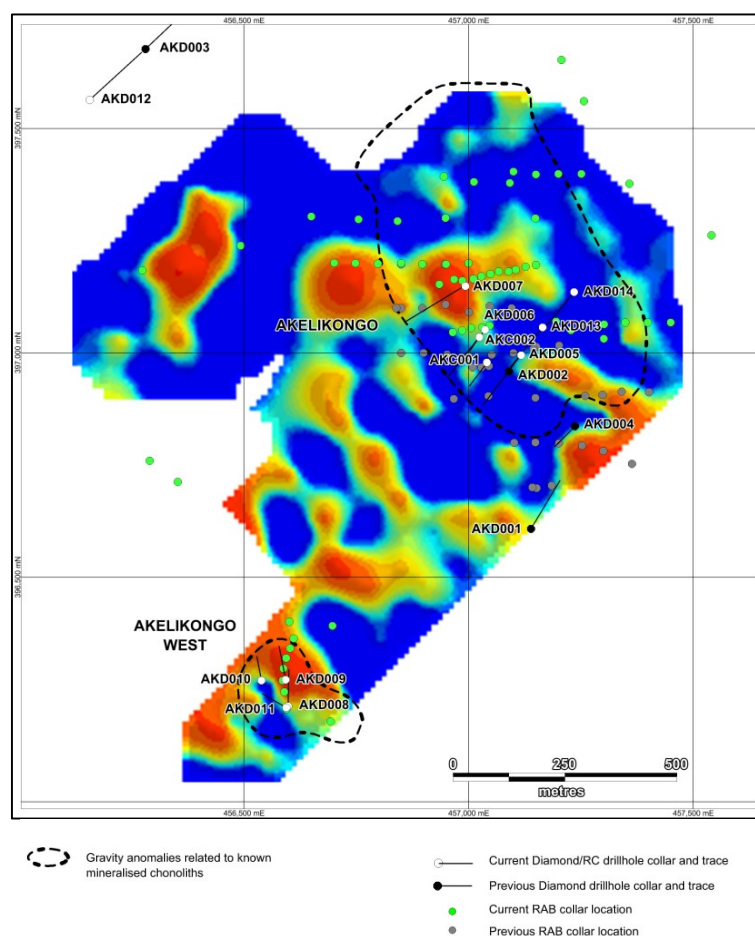 456,500 mE
457,000 mE
457,500 mE
AKD003
AKD012
397,500 mN
AKD007
AKD014
AKELIKONGO
AKD006
AKD013
AKC002
397,000 mN
AKC001
AKD005
AKD002
AKD004
AKD001
396,500 mN
AKELIKONGO
WEST
AKD010
AKD009
AKD011
AKD008
0 250 500
metres
456,500 mE
457,000 mE
457,500 mE
Gravity anomalies related to known
mineralised chonoliths
Current Diamond/RC drillhole collar and trace
Previous Diamond drillhole collar and trace
Current RAB collar location
Previous RAB collar location